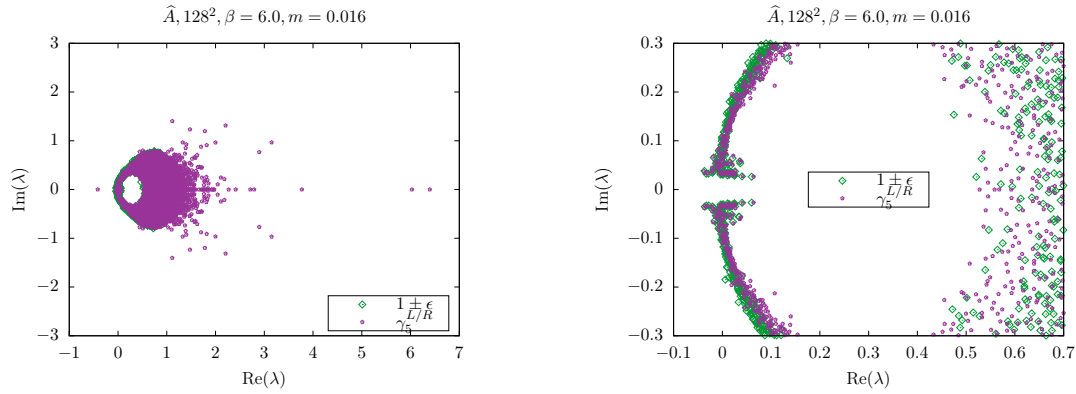 Â, 128², β = 6.0, m = 0.016
3
2
1
0
−1
−2
−3
−1 0 1 2 3 4 5 6 7
Im(λ)
Re(λ)
1 ± ϵ
γ₅^{L/R}
Â, 128², β = 6.0, m = 0.016
0.3
0.2
0.1
0
−0.1
−0.2
−0.3
−0.1 0 0.1 0.2 0.3 0.4 0.5 0.6 0.7
Im(λ)
Re(λ)
1 ± ϵ
γ₅^{L/R}